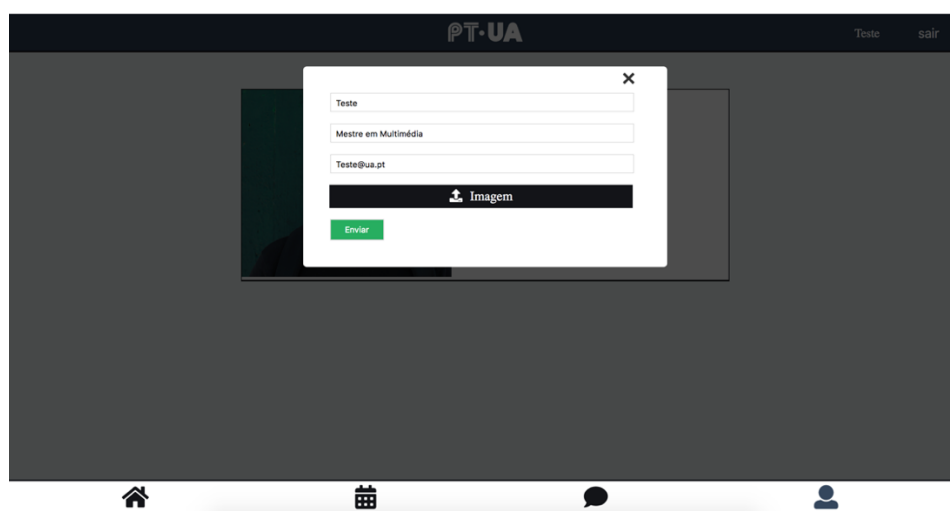 PT·UA
Teste sair
Teste
Mestre em Multimédia
Teste@ua.pt
Imagem
Enviar